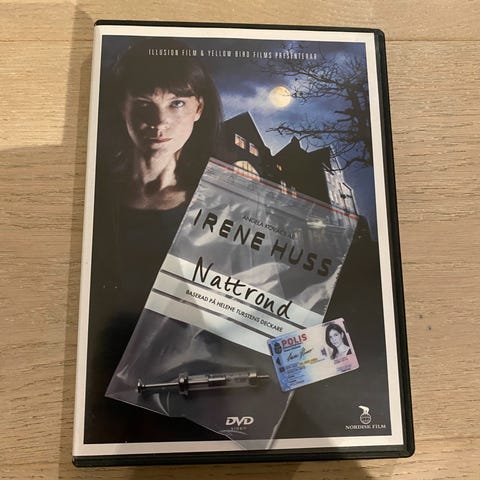 ILLUSION FILM & YELLOW BIRD FILMS PRESENTERAR
ANGELA KOVÁCS ÄR
IRENE HUSS
Nattrond
BASERAD PÅ HELENE TURSTENS DECKARE
POLIS
DVD
VIDEO
NORDISK FILM